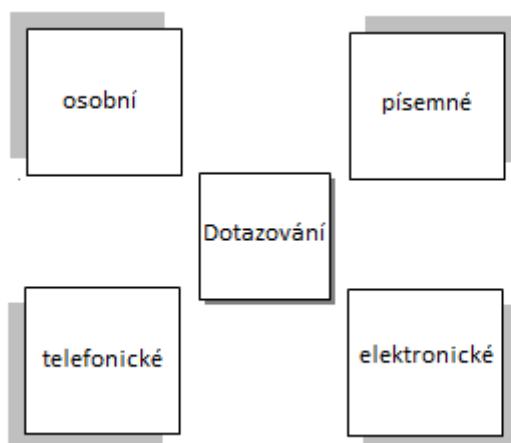 osobní
písemné
Dotazování
telefonické
elektronické